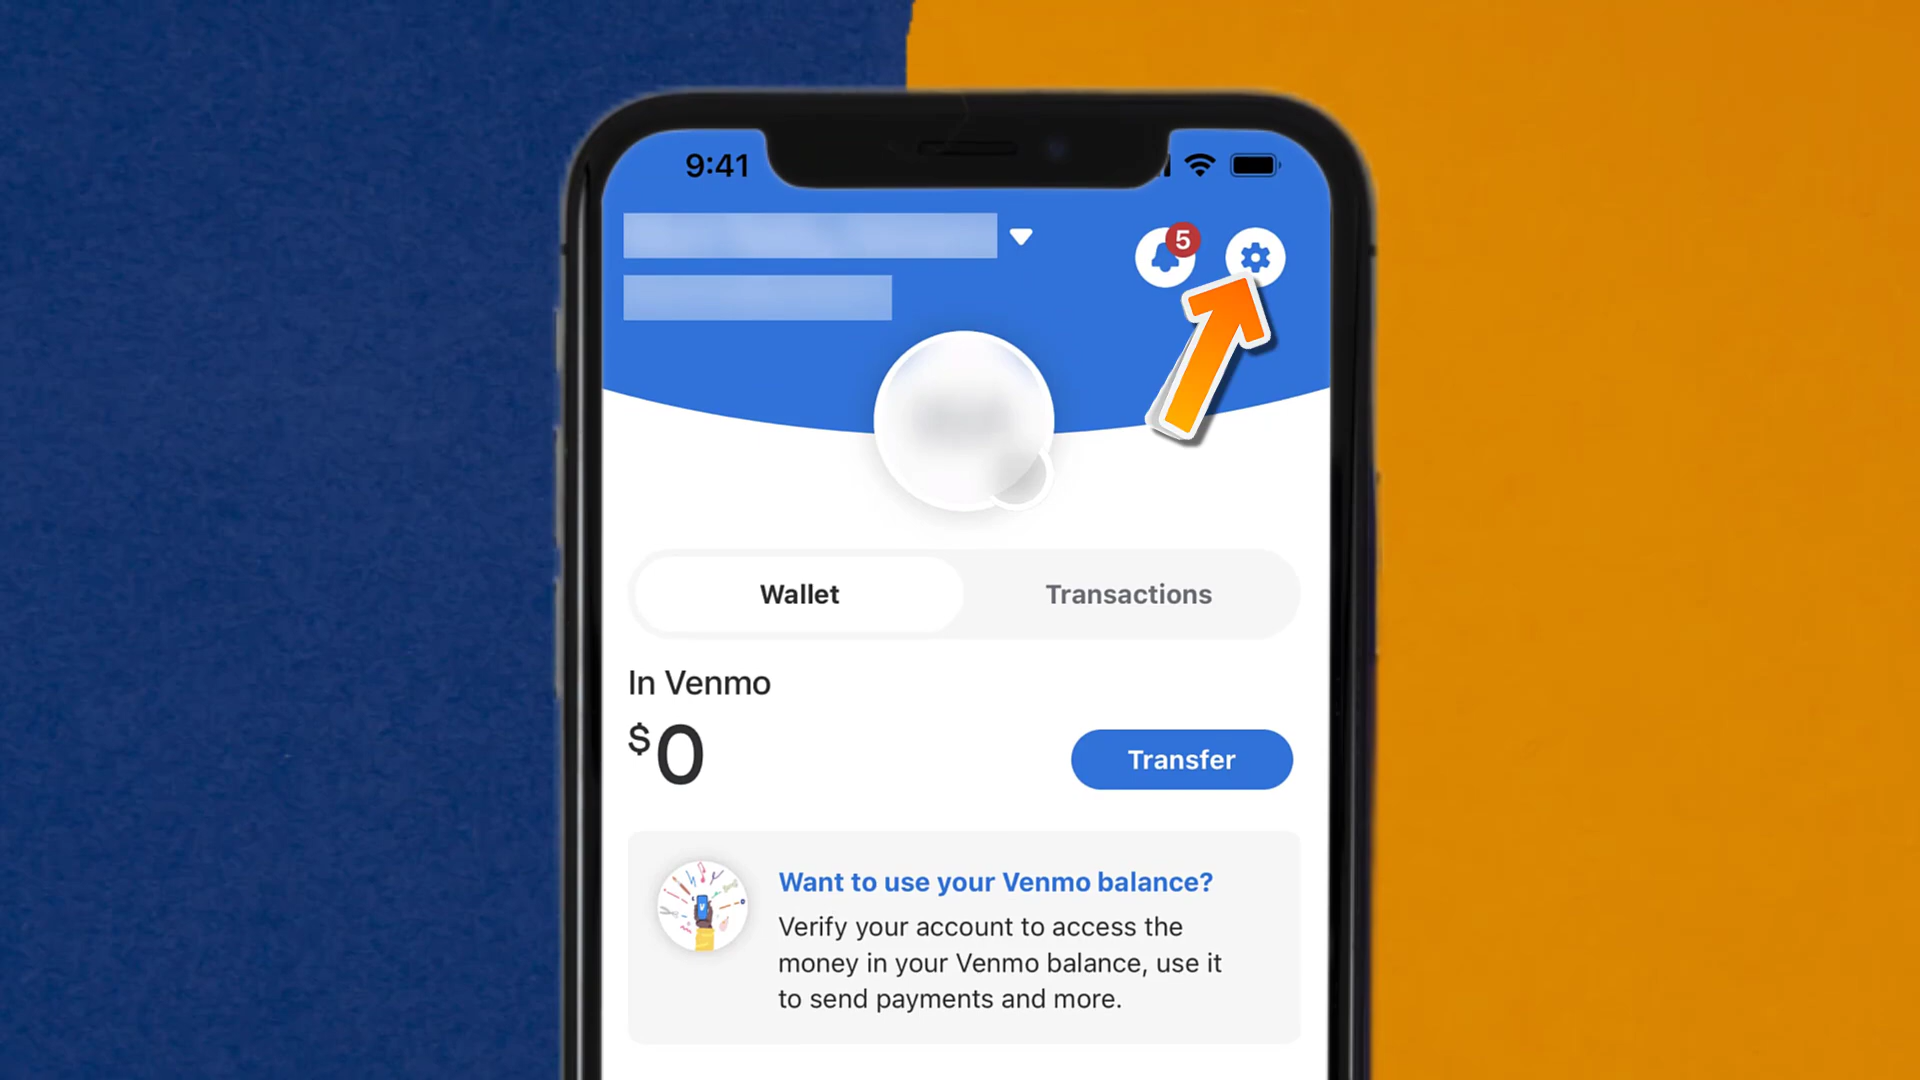 9:41
5
Wallet
Transactions
In Venmo
$0
Transfer
Want to use your Venmo balance?
Verify your account to access the
money in your Venmo balance, use it
to send payments and more.